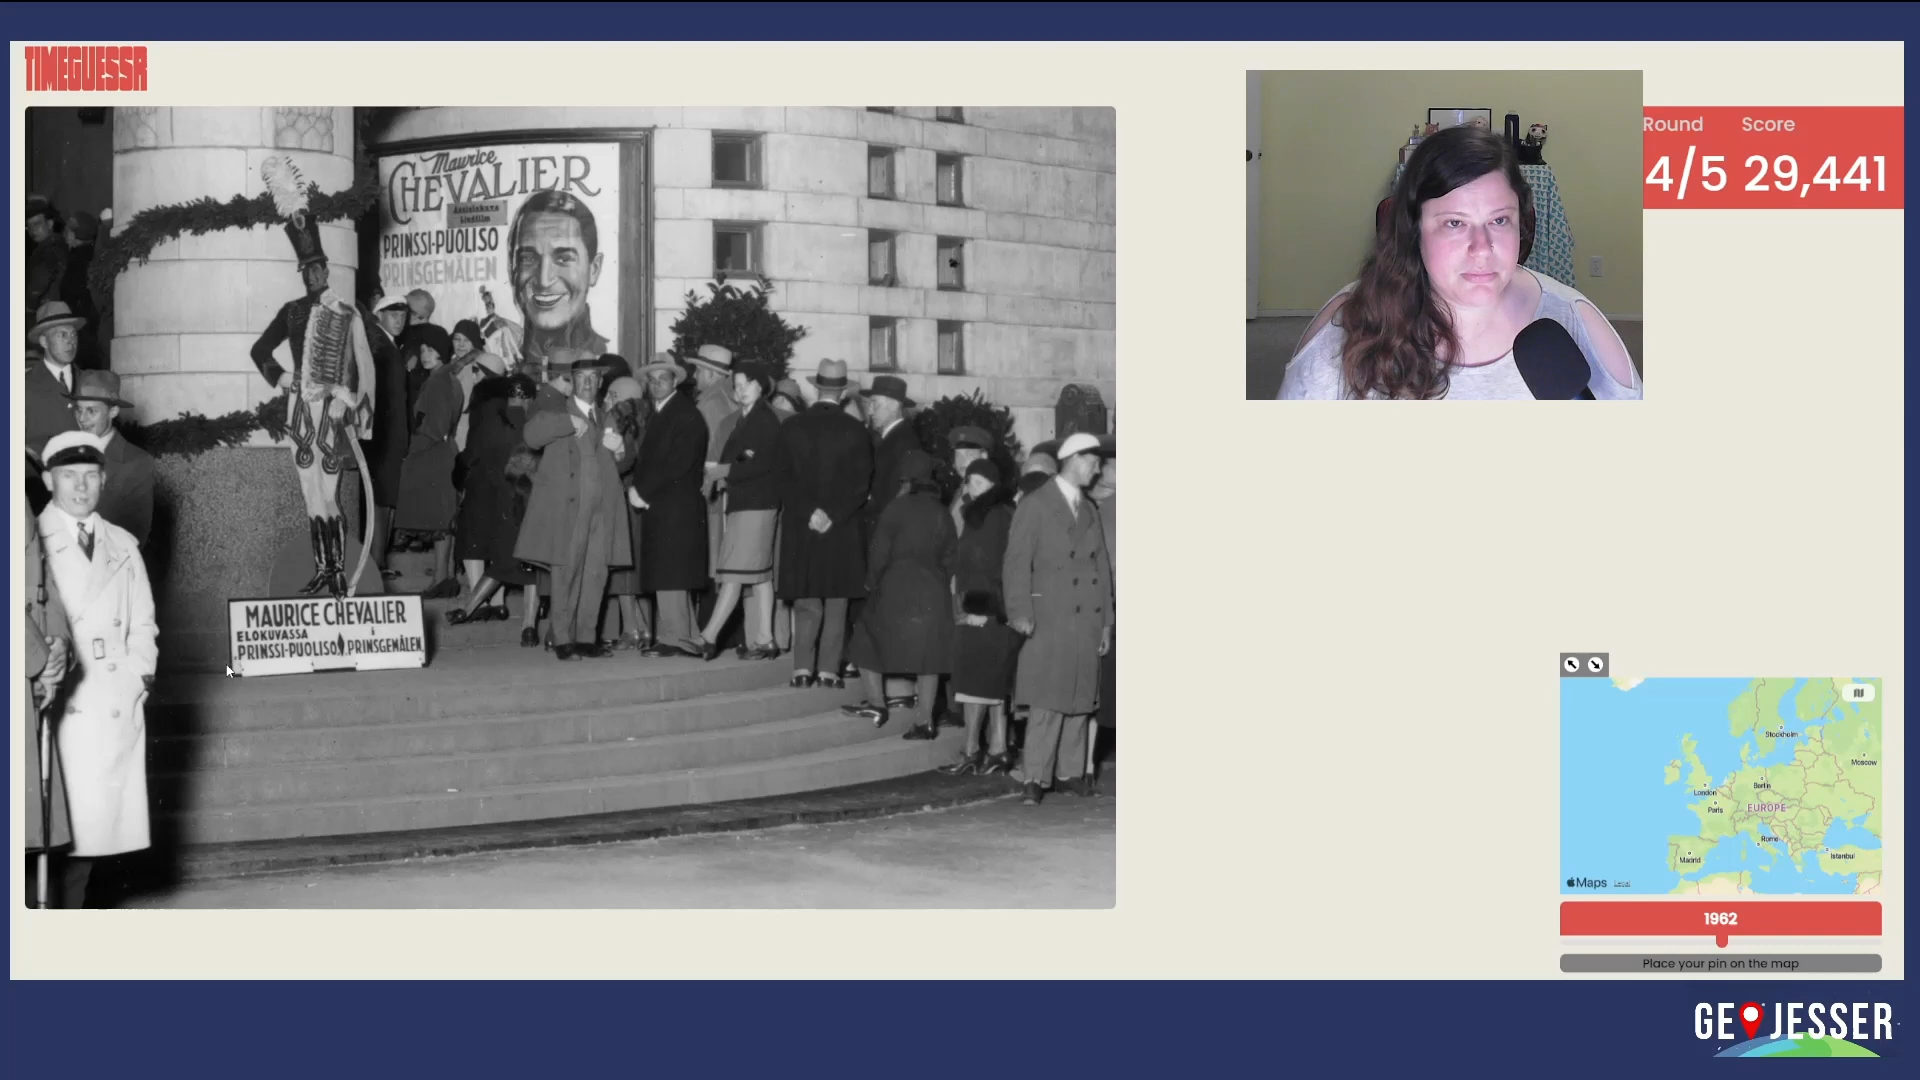 TIMEGUESSR
Maurice
CHEVALIER
PRINSSI-PUOLISO
PRINSGEMÅLEN
MAURICE CHEVALIER
ELOKUVASSA i
PRINSSI-PUOLISO PRINSGEMÅLEN
Round Score
4/5 29,441
Stockholm
Moscow
Berlin
London
Paris
EUROPE
Rome
Madrid
Istanbul
Maps Legal
1962
Place your pin on the map
GEOJESSER